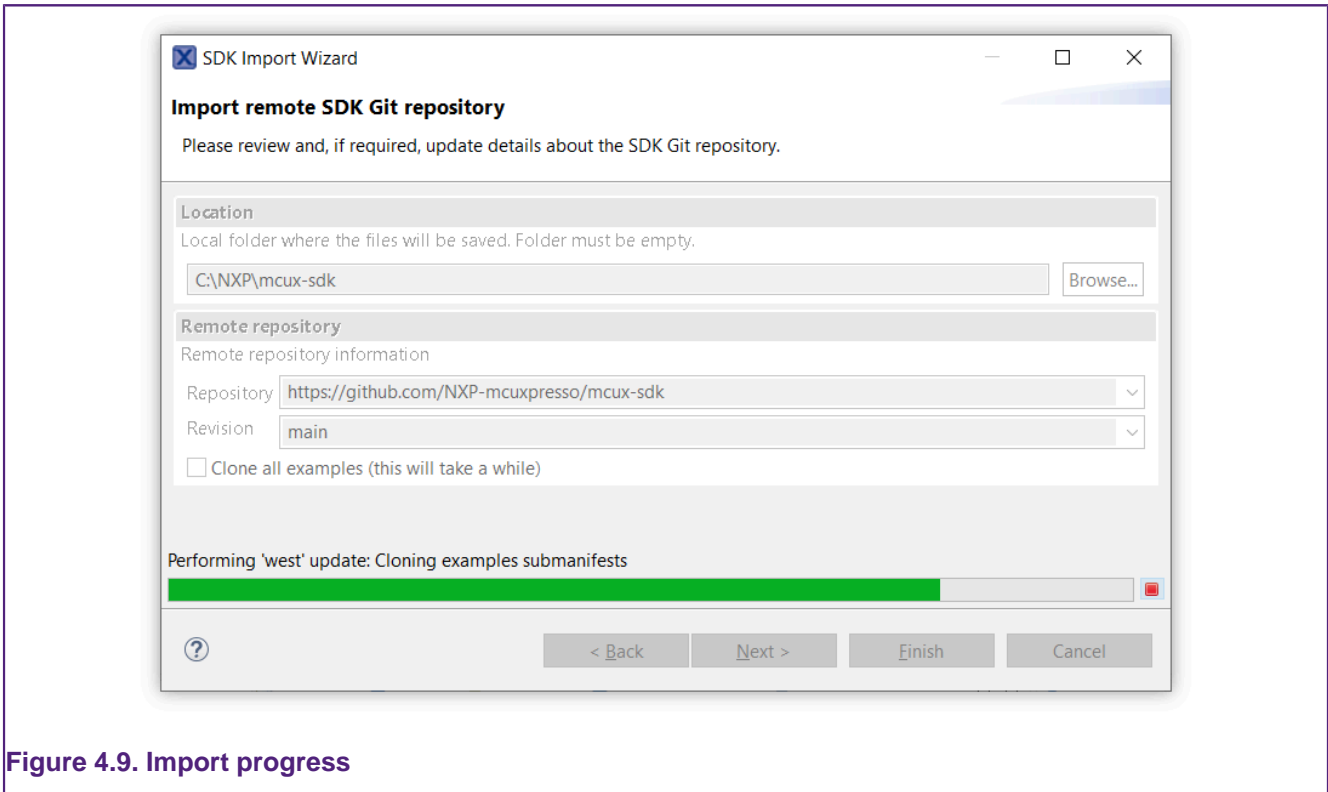 SDK Import Wizard
Import remote SDK Git repository
Please review and, if required, update details about the SDK Git repository.
Location
Local folder where the files will be saved. Folder must be empty.
C:\NXP\mcux-sdk
Browse...
Remote repository
Remote repository information
Repository https://github.com/NXP-mcuxpresso/mcux-sdk
Revision main
Clone all examples (this will take a while)
Performing 'west' update: Cloning examples submanifests
< Back Next > Finish Cancel
Figure 4.9. Import progress